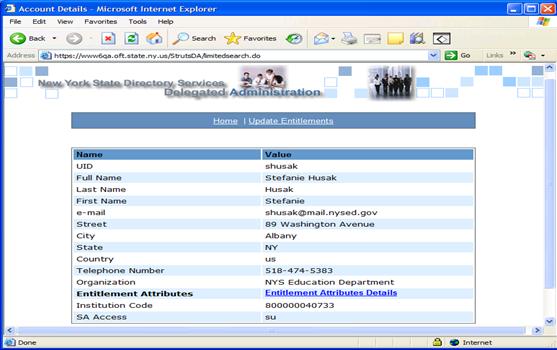 Account Details - Microsoft Internet Explorer
File Edit View Favorites Tools Help
Back Search Favorites
Address https://www6qa.oft.state.ny.us/StrutsDA/limitedsearch.do Go Links »
New York State Directory Services
Delegated Administration
Home | Update Entitlements
Name Value
UID shusak
Full Name Stefanie Husak
Last Name Husak
First Name Stefanie
e-mail shusak@mail.nysed.gov
Street 89 Washington Avenue
City Albany
State NY
Country us
Telephone Number 518-474-5383
Organization NYS Education Department
Entitlement Attributes Entitlement Attributes Details
Institution Code 800000040733
SA Access su
Done Internet